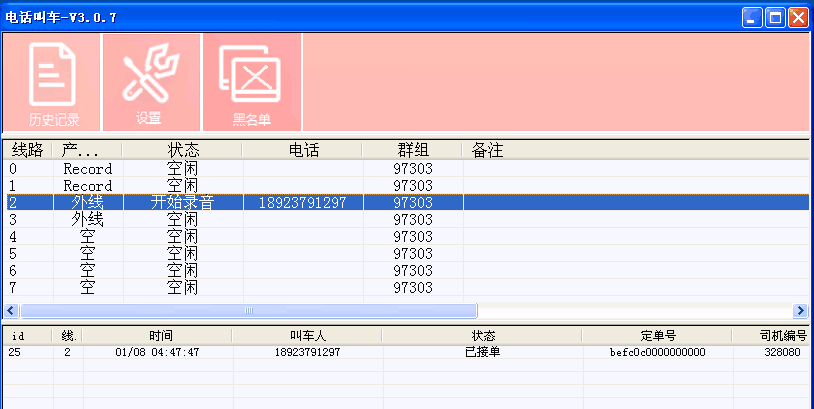 电话叫车-V3.0.7
历史记录 设置 黑名单
线路 产... 状态 电话 群组 备注
0 Record 空闲 97303
1 Record 空闲 97303
2 外线 开始录音 18923791297 97303
3 外线 空闲 97303
4 空 空闲 97303
5 空 空闲 97303
6 空 空闲 97303
7 空 空闲 97303
id 线. 时间 叫车人 状态 定单号 司机编号
25 2 01/08 04:47:47 18923791297 已接单 befc0c0000000000 328080